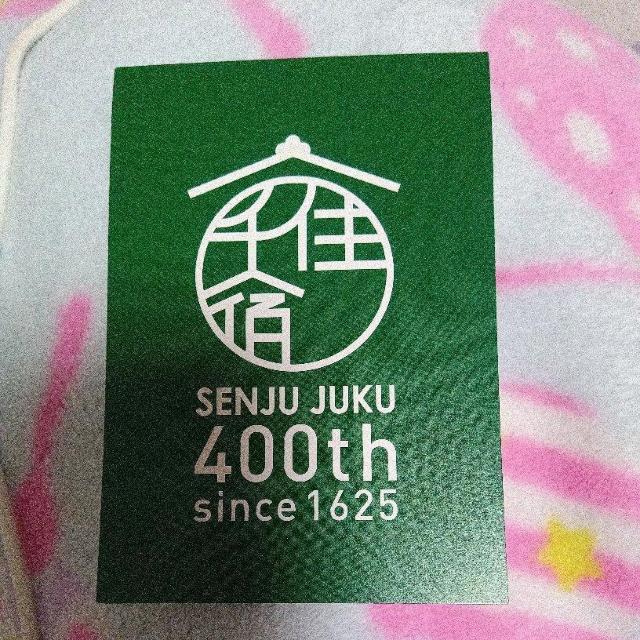 千住
宿
SENJU JUKU
400th
since 1625